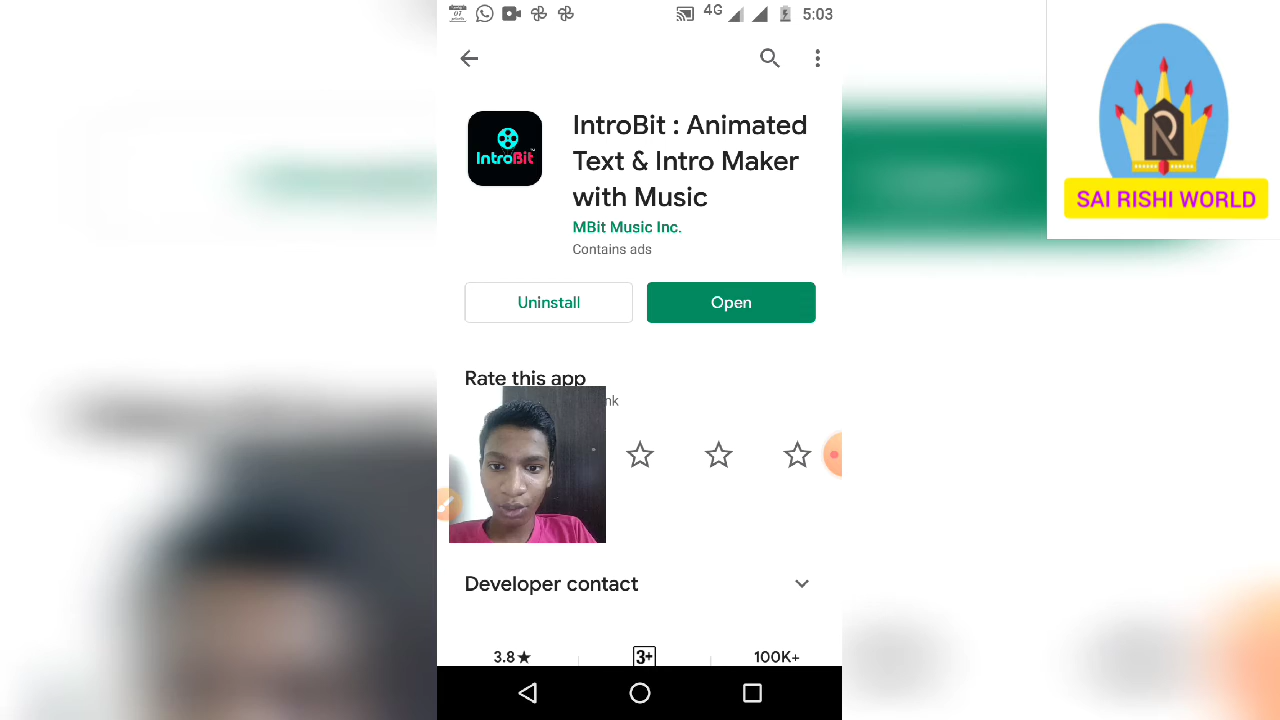 4G
5:03
IntroBit
IntroBit : Animated
Text & Intro Maker
with Music
MBit Music Inc.
Contains ads
Uninstall
Open
Rate this app
nk
Developer contact
3.8★
3+
100K+
R
SAI RISHI WORLD